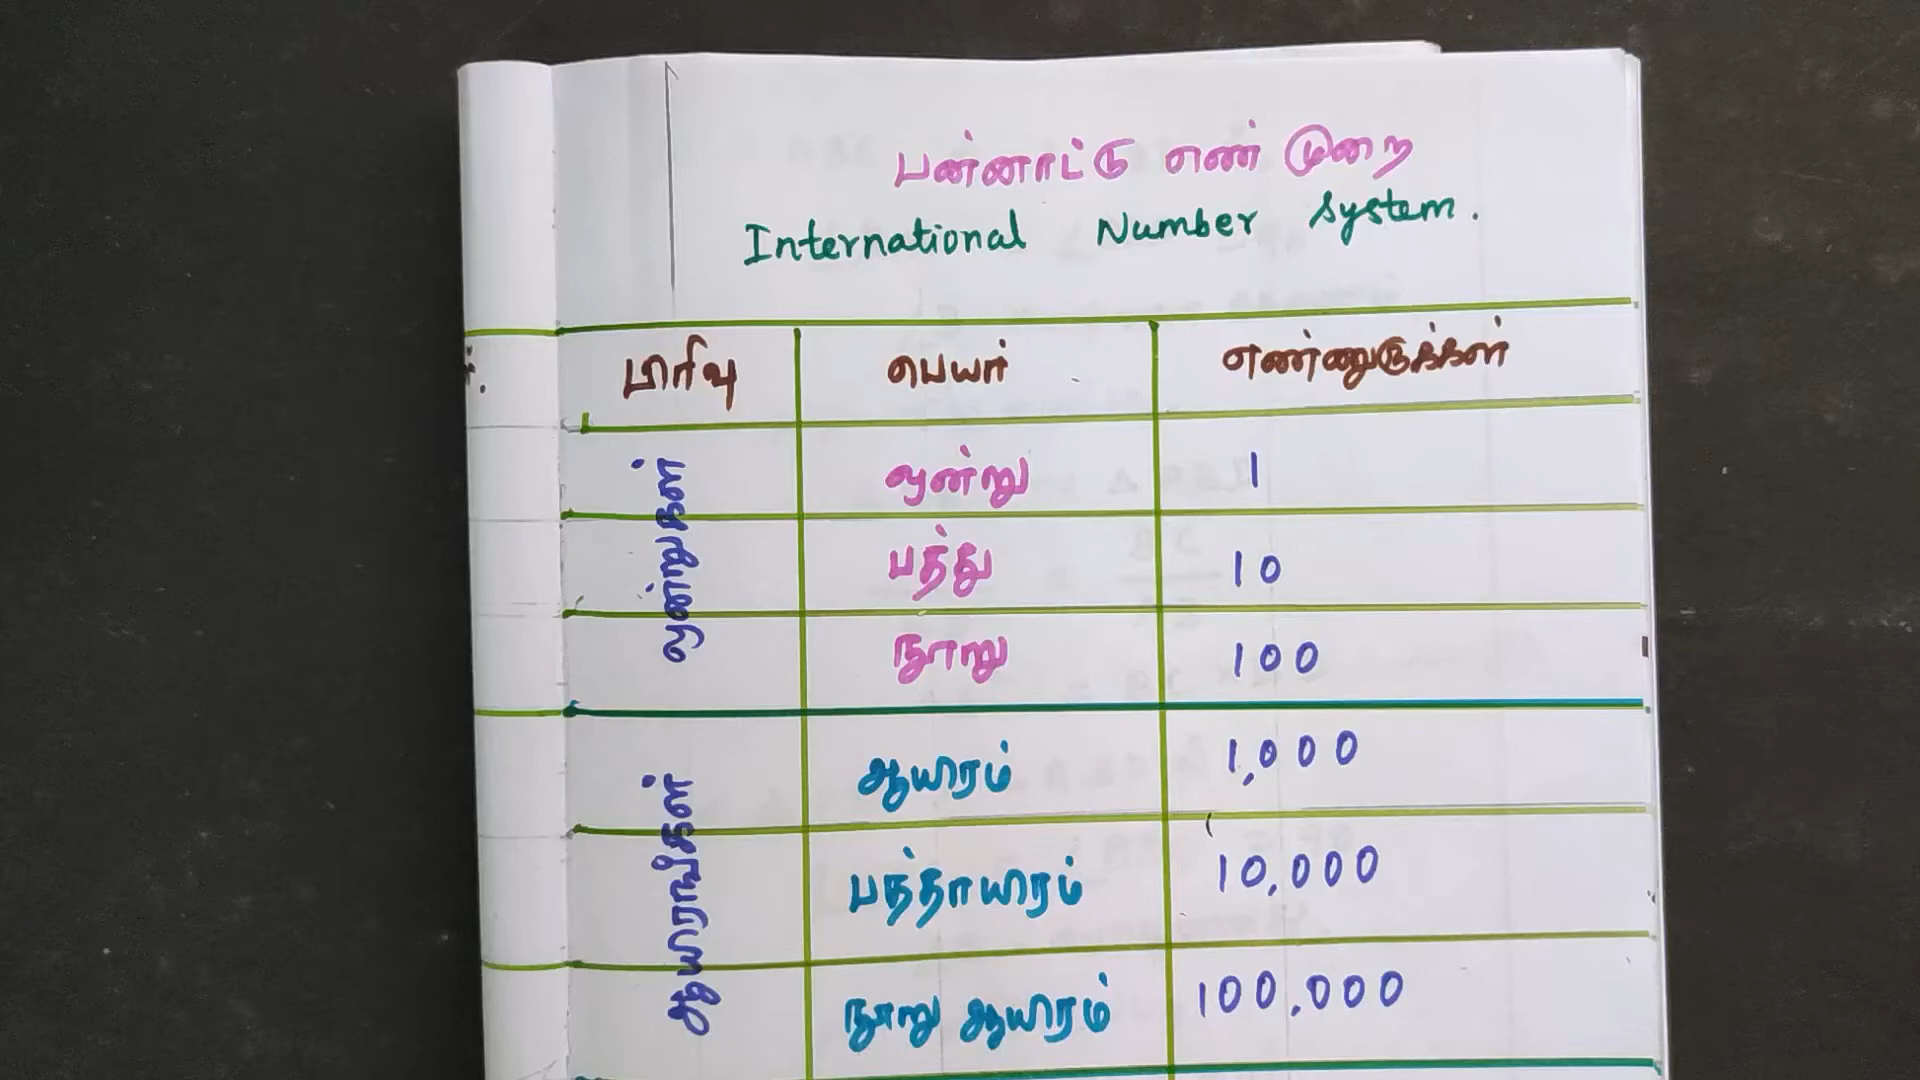 பன்னாட்டு எண் முறை
International Number System.
பிரிவு பெயர் எண்ணுருக்கள்
ஒன்றுகள்
ஒன்று 1
பத்து 10
நூறு 100
ஆயிரங்கள்
ஆயிரம் 1,000
பத்தாயிரம் 10,000
நூறு ஆயிரம் 100,000